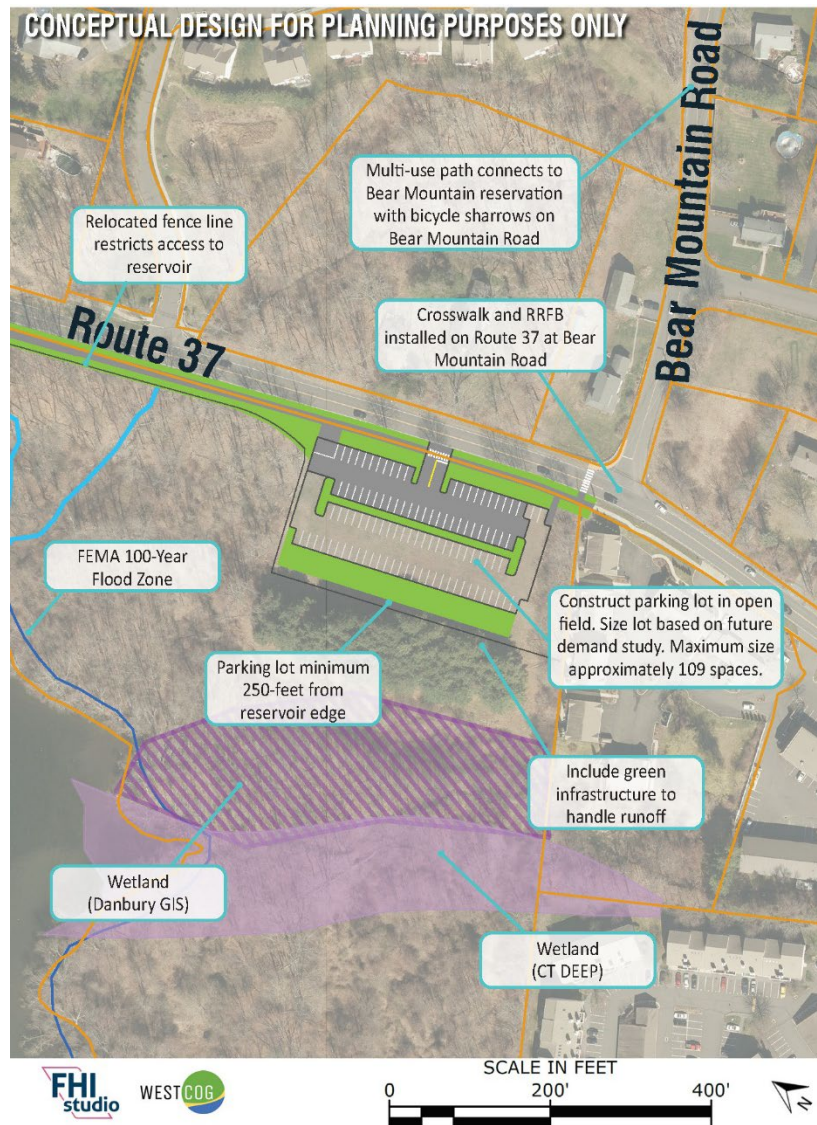 CONCEPTUAL DESIGN FOR PLANNING PURPOSES ONLY
Bear Mountain Road
Multi-use path connects to
Bear Mountain reservation
with bicycle sharrows on
Bear Mountain Road
Relocated fence line
restricts access to
reservoir
Route 37
Crosswalk and RRFB
installed on Route 37 at Bear
Mountain Road
FEMA 100-Year
Flood Zone
Construct parking lot in open
field. Size lot based on future
demand study. Maximum size
approximately 109 spaces.
Parking lot minimum
250-feet from
reservoir edge
Include green
infrastructure to
handle runoff
Wetland
(Danbury GIS)
Wetland
(CT DEEP)
FHI
studio
WESTCOG
SCALE IN FEET
0 200' 400'
N